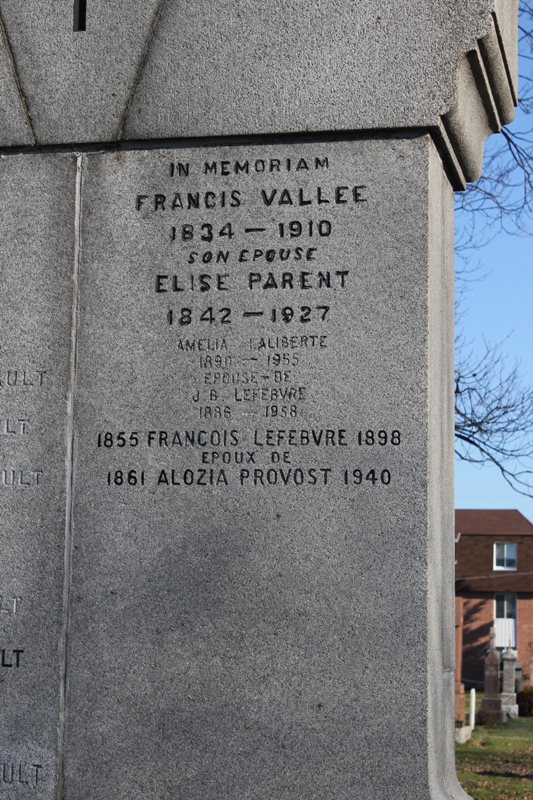 IN MEMORIAM
FRANCIS VALLEE
1834 — 1910
SON EPOUSE
ELISE PARENT
1842 — 1927
AMELIA LALIBERTE
1890 — 1955
EPOUSE - DE
J. B. LEFEBVRE
1886 — 1958
1855 FRANCOIS LEFEBVRE 1898
EPOUX DE
1861 ALOZIA PROVOST 1940